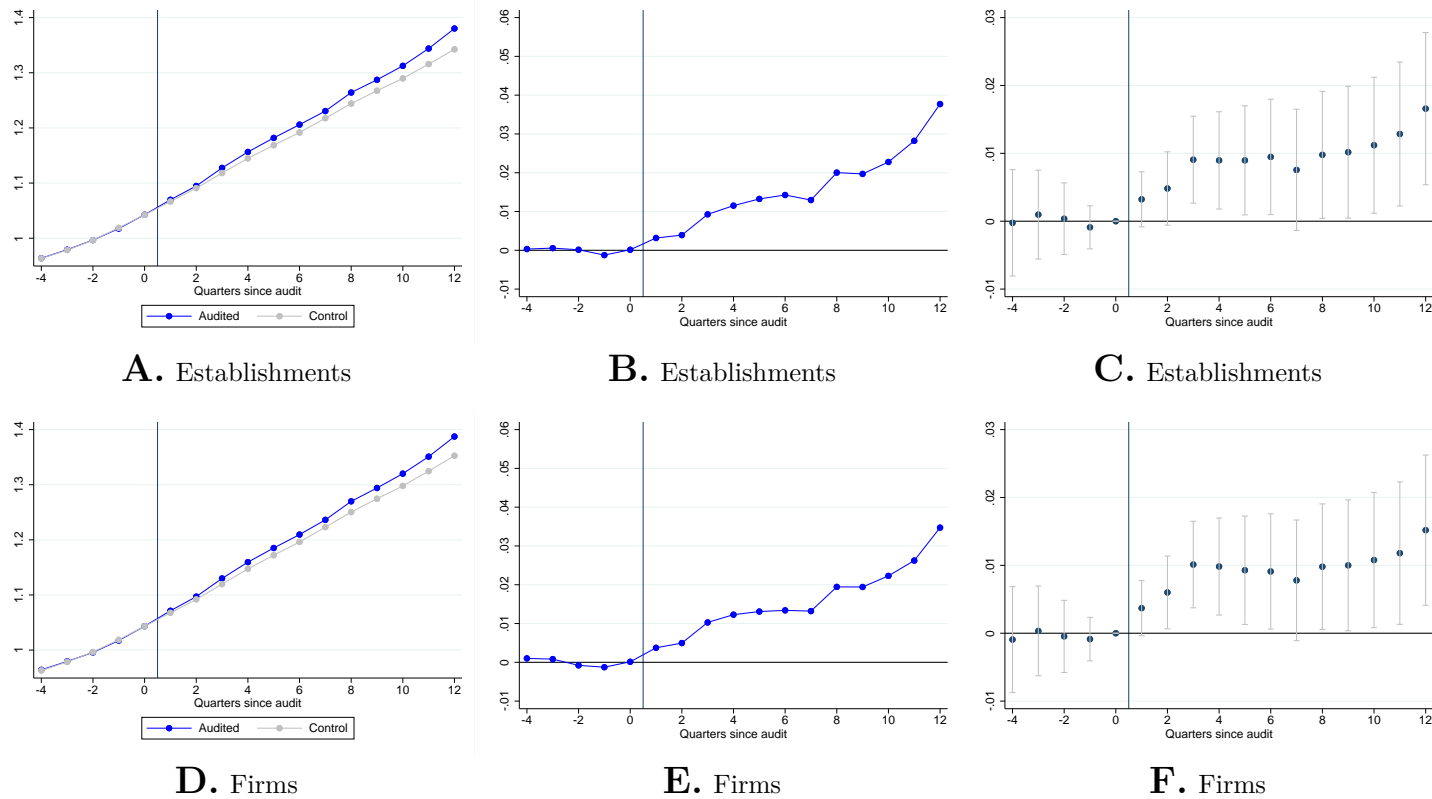 1.4
1.3
1.2
1.1
1
-4 -2 0 2 4 6 8 10 12
Quarters since audit
Audited Control
A. Establishments
.06
.05
.04
.03
.02
.01
0
-.01
-4 -2 0 2 4 6 8 10 12
Quarters since audit
B. Establishments
.03
.02
.01
0
-.01
-4 -2 0 2 4 6 8 10 12
Quarters since audit
C. Establishments
1.4
1.3
1.2
1.1
1
-4 -2 0 2 4 6 8 10 12
Quarters since audit
Audited Control
D. Firms
.06
.05
.04
.03
.02
.01
0
-.01
-4 -2 0 2 4 6 8 10 12
Quarters since audit
E. Firms
.03
.02
.01
0
-.01
-4 -2 0 2 4 6 8 10 12
Quarters since audit
F. Firms